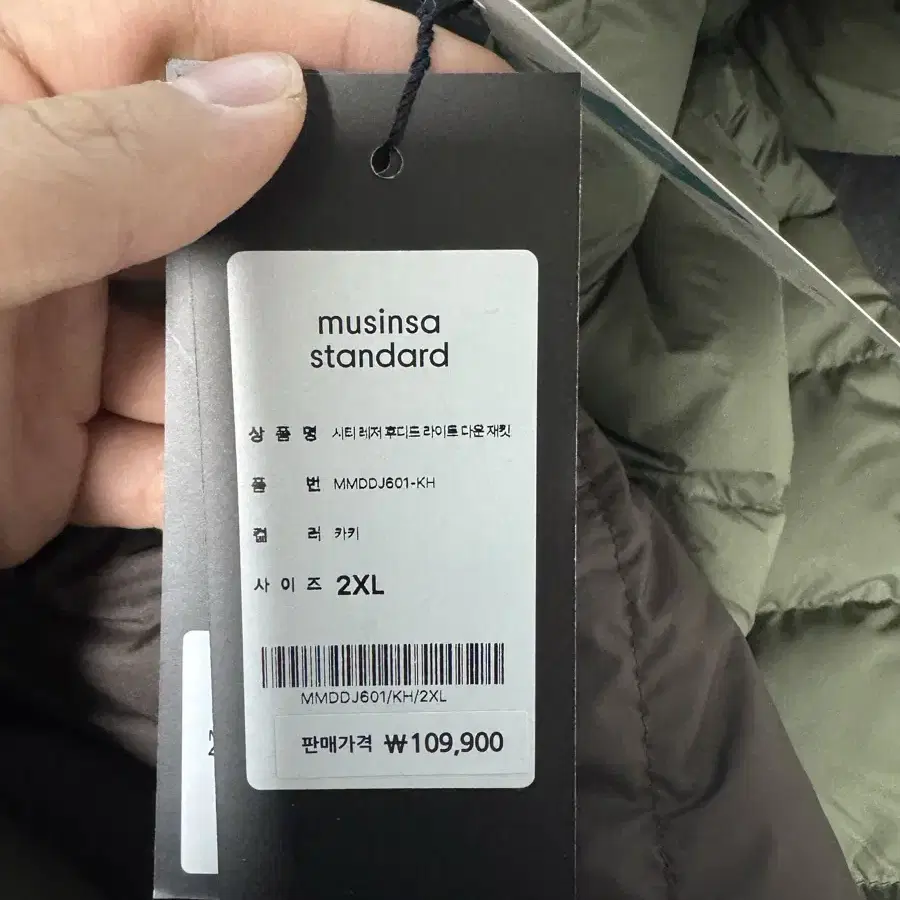 musinsa
standard
상품명 시티 레저 후디드 라이트 다운 재킷
품번 MMDDJ601-KH
컬러 카키
사이즈 2XL
MMDDJ601/KH/2XL
판매가격 ₩109,900